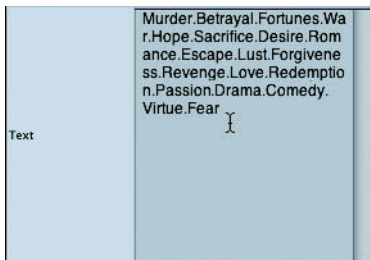 Murder.Betrayal.Fortunes.Wa
r.Hope.Sacrifice.Desire.Rom
ance.Escape.Lust.Forgivene
ss.Revenge.Love.Redemptio
n.Passion.Drama.Comedy.
Virtue.Fear
Text